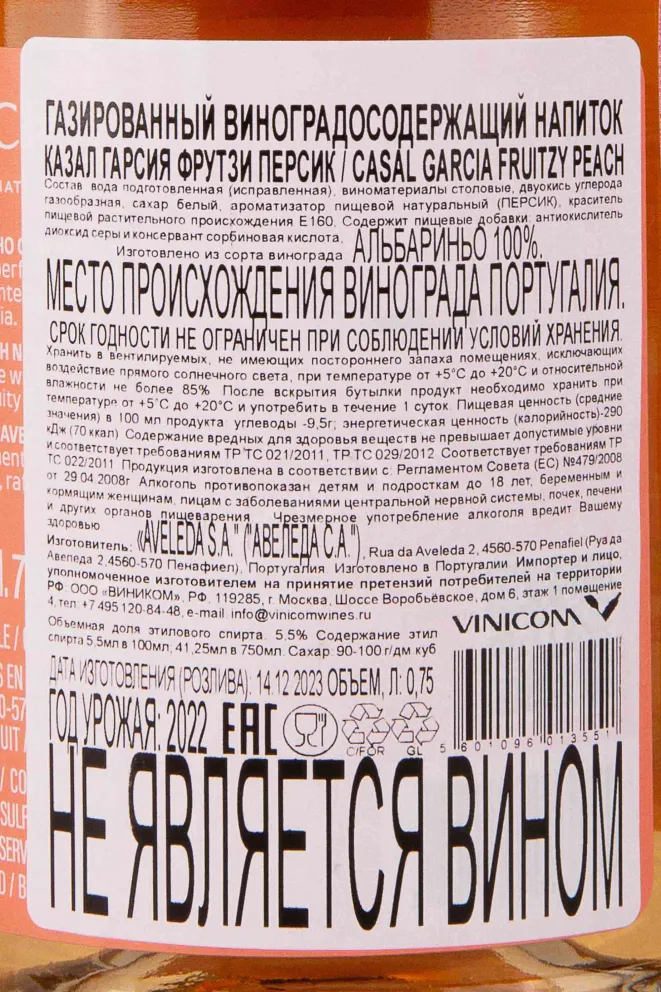 ГАЗИРОВАННЫЙ ВИНОГРАДОСОДЕРЖАЩИЙ НАПИТОК
КАЗАЛ ГАРСИЯ ФРУТЗИ ПЕРСИК / CASAL GARCIA FRUITZY PEACH
Состав вода подготовленная (исправленная), виноматериалы столовые, двуокись углерода
газообразная, сахар белый, ароматизатор пищевой натуральный (ПЕРСИК), краситель
пищевой растительного происхождения Е160. Содержит пищевые добавки: антиокислитель
диоксид серы и консервант сорбиновая кислота.
Изготовлено из сорта винограда АЛЬБАРИНЬО 100%.
МЕСТО ПРОИСХОЖДЕНИЯ ВИНОГРАДА ПОРТУГАЛИЯ.
СРОК ГОДНОСТИ НЕ ОГРАНИЧЕН ПРИ СОБЛЮДЕНИИ УСЛОВИЙ ХРАНЕНИЯ.
Хранить в вентилируемых, не имеющих постороннего запаха помещениях, исключающих
воздействие прямого солнечного света, при температуре от +5°С до +20°С и относительной
влажности не более 85%. После вскрытия бутылки продукт необходимо хранить при
температуре от +5°С до +20°С и употребить в течение 1 суток. Пищевая ценность (средние
значения) в 100 мл продукта углеводы -9,5г; энергетическая ценность (калорийность)-290
кДж (70 ккал) Содержание вредных для здоровья веществ не превышает допустимые уровни
и соответствует требованиям ТР ТС 021/2011, ТР ТС 029/2012 Соответствует требованиям ТР
ТС 022/2011 Продукция изготовлена в соответствии с Регламентом Совета (ЕС) №479/2008
от 29.04.2008г Алкоголь противопоказан детям и подросткам до 18 лет, беременным и
кормящим женщинам, лицам с заболеваниями центральной нервной системы, почек, печени
и других органов пищеварения Чрезмерное употребление алкоголя вредит Вашему
здоровью
Изготовитель: «AVELEDA S.A." ("АВЕЛЕДА С.А."), Rua da Aveleda 2, 4560-570 Penafiel (Руа да
Авеледа 2,4560-570 Пенафиел), Португалия Изготовлено в Португалии Импортер и лицо,
уполномоченное изготовителем на принятие претензий потребителей на территории
РФ: ООО «ВИНИКОМ», РФ, 119285, г. Москва, Шоссе Воробьёвское, дом 6, этаж 1 помещение
4, тел. +7 495 120-84-48, e-mail: info@vinicomwines.ru
VINICOM
Объемная доля этилового спирта: 5,5% Содержание этил
спирта 5,5мл в 100мл; 41,25мл в 750мл. Сахар: 90-100 г/дм куб
ДАТА ИЗГОТОВЛЕНИЯ (РОЗЛИВА): 14.12.2023 ОБЪЕМ, Л: 0,75
ГОД УРОЖАЯ: 2022 EAC
C/FOR GL
5 601096 013551
НЕ ЯВЛЯЕТСЯ ВИНОМ